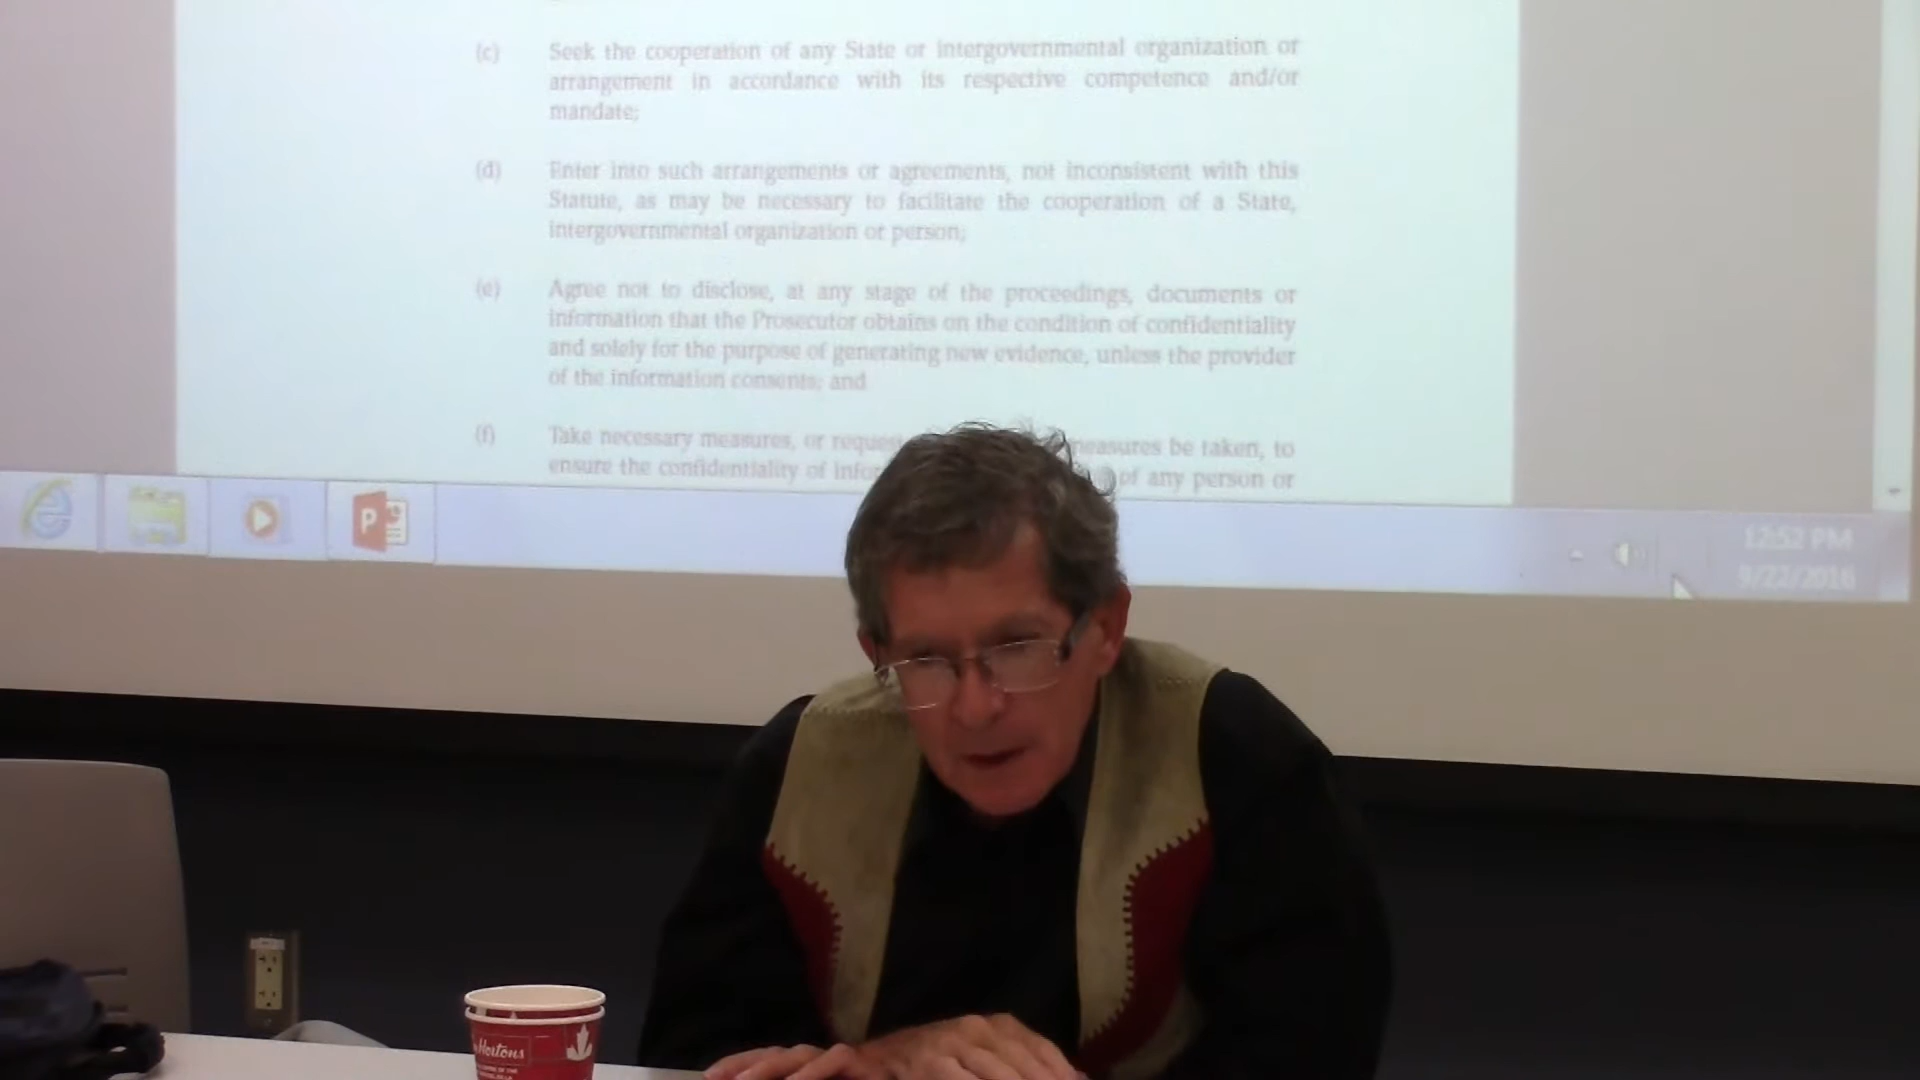 (c) Seek the cooperation of any State or intergovernmental organization or
arrangement in accordance with its respective competence and/or
mandate;
(d) Enter into such arrangements or agreements, not inconsistent with this
Statute, as may be necessary to facilitate the cooperation of a State,
intergovernmental organization or person;
(e) Agree not to disclose, at any stage of the proceedings, documents or
information that the Prosecutor obtains on the condition of confidentiality
and solely for the purpose of generating new evidence, unless the provider
of the information consents; and
(f) Take necessary measures, or reques measures be taken, to
ensure the confidentiality of infor of any person or
P
12:52 PM
9/22/2016
Hortons